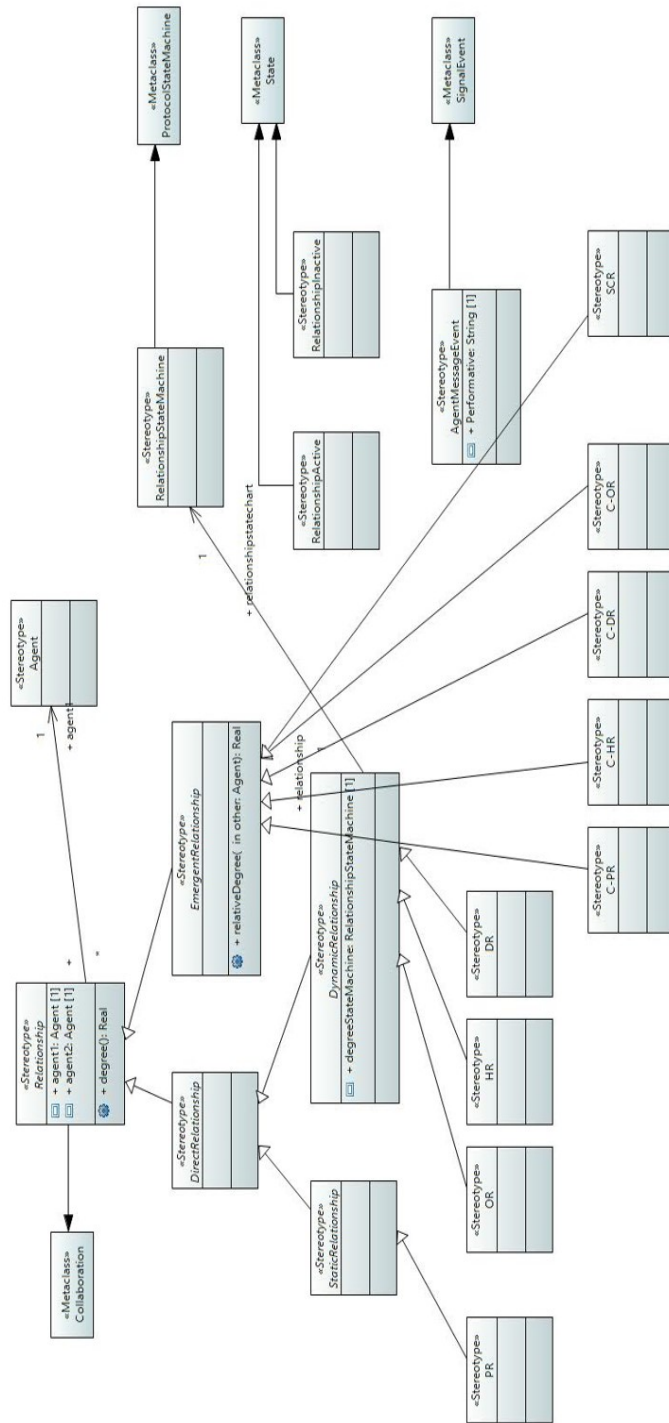 «Metaclass»
Collaboration
«Stereotype»
Relationship
+ agent1: Agent [1]
+ agent2: Agent [1]
+ degree(): Real
+
*
1
+ agent1
«Stereotype»
Agent
«Stereotype»
DirectRelationship
«Stereotype»
EmergentRelationship
+ relativeDegree( in other: Agent): Real
«Stereotype»
RelationshipStateMachine
«Metaclass»
ProtocolStateMachine
«Stereotype»
StaticRelationship
«Stereotype»
DynamicRelationship
+ degreeStateMachine: RelationshipStateMachine [1]
+ relationship
1
1
+ relationshipstatechart
«Stereotype»
RelationshipActive
«Stereotype»
RelationshipInactive
«Metaclass»
State
«Stereotype»
AgentMessageEvent
+ Performative: String [1]
«Metaclass»
SignalEvent
«Stereotype»
PR
«Stereotype»
OR
«Stereotype»
HR
«Stereotype»
DR
«Stereotype»
C-PR
«Stereotype»
C-HR
«Stereotype»
C-DR
«Stereotype»
C-OR
«Stereotype»
SCR